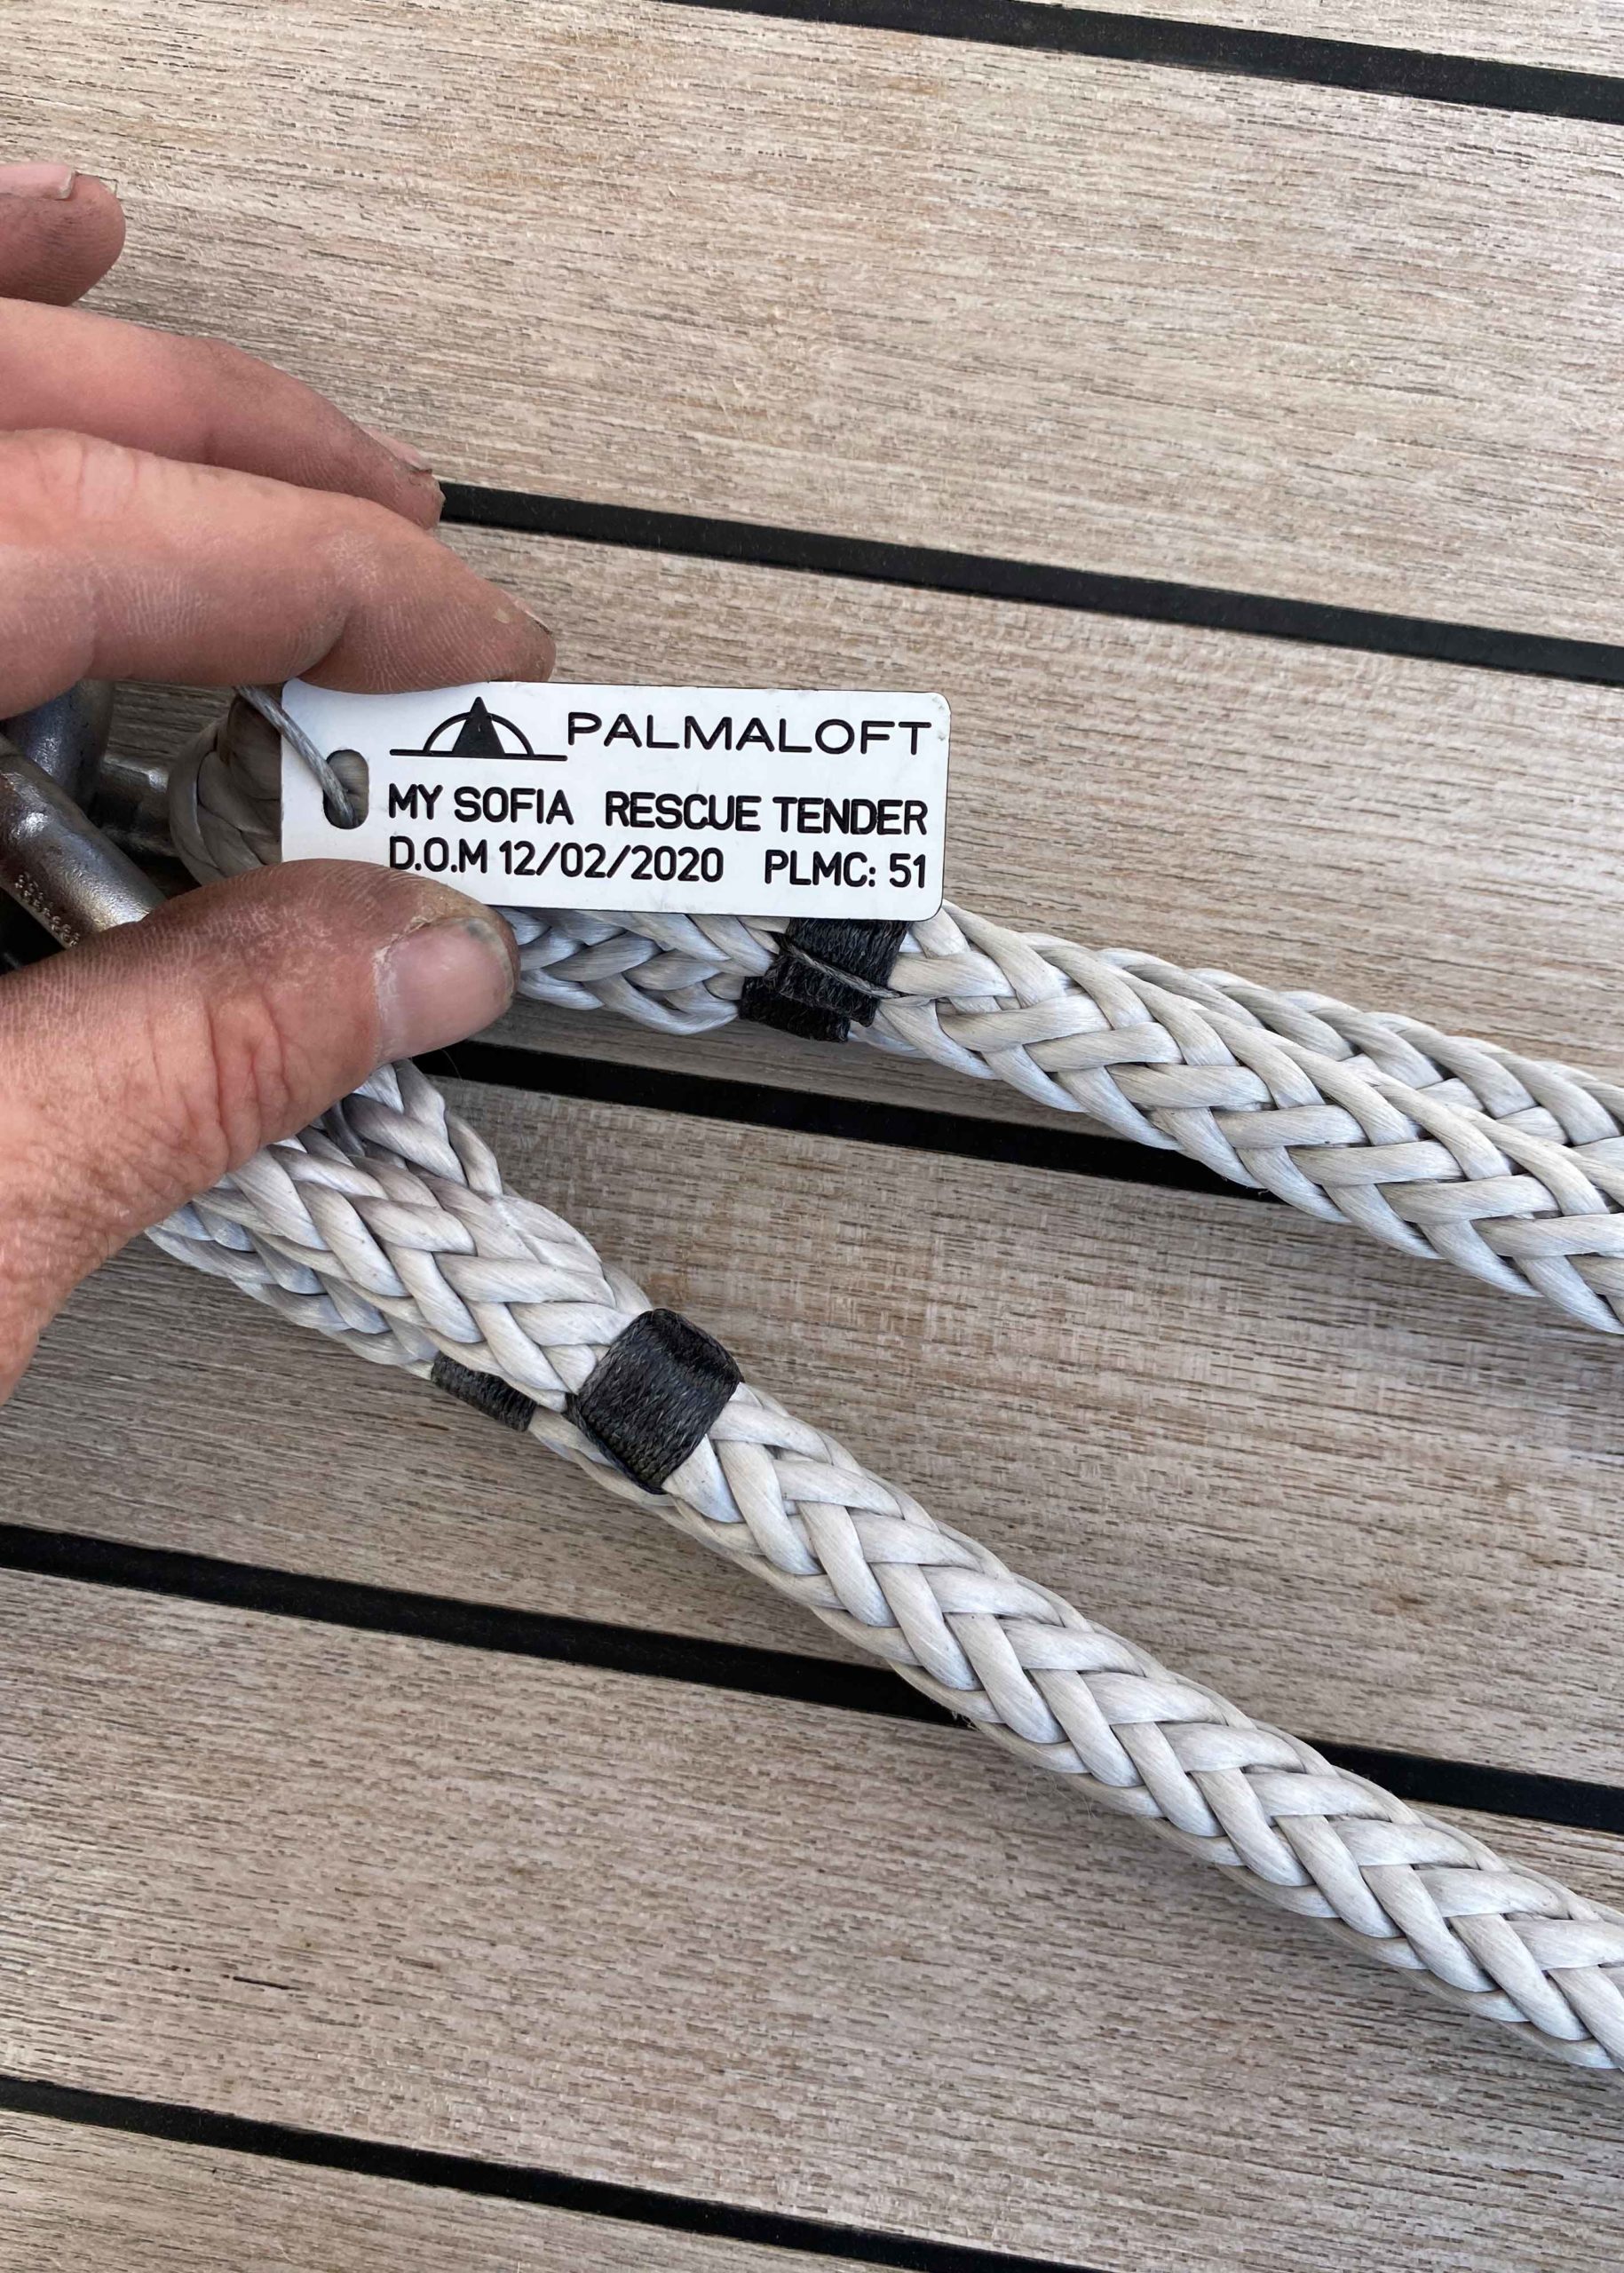 PALMALOFT
MY SOFIA RESCUE TENDER
D.O.M 12/02/2020 PLMC: 51